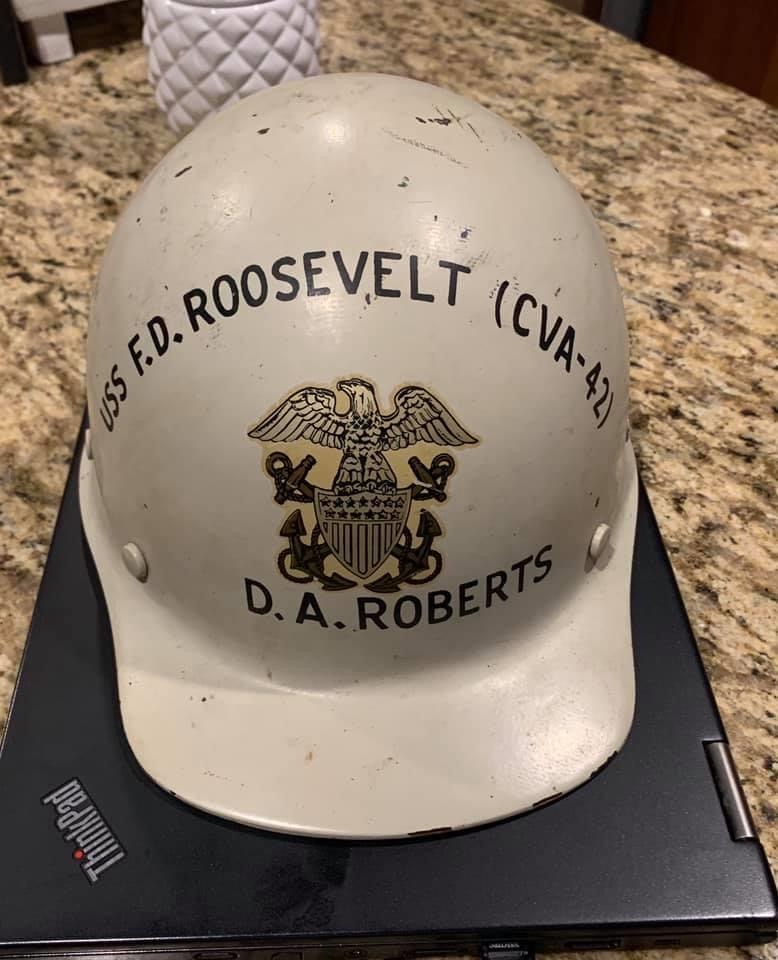 USS F.D. ROOSEVELT (CVA-42)
D.A. ROBERTS
ThinkPad